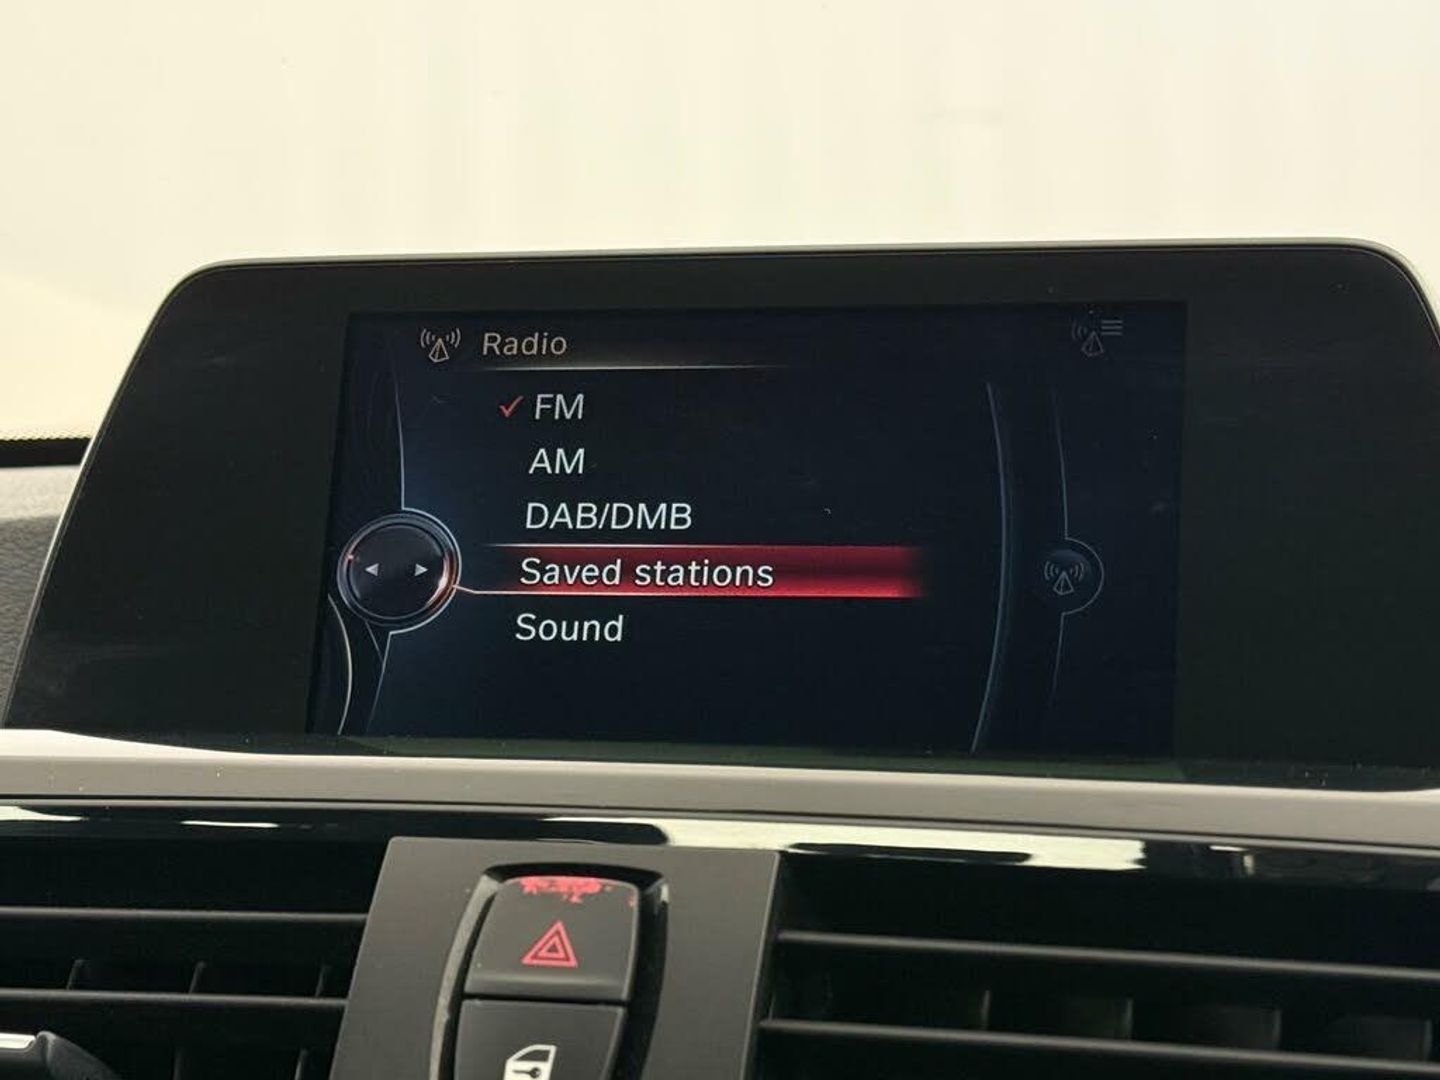 Radio
FM
AM
DAB/DMB
Saved stations
Sound